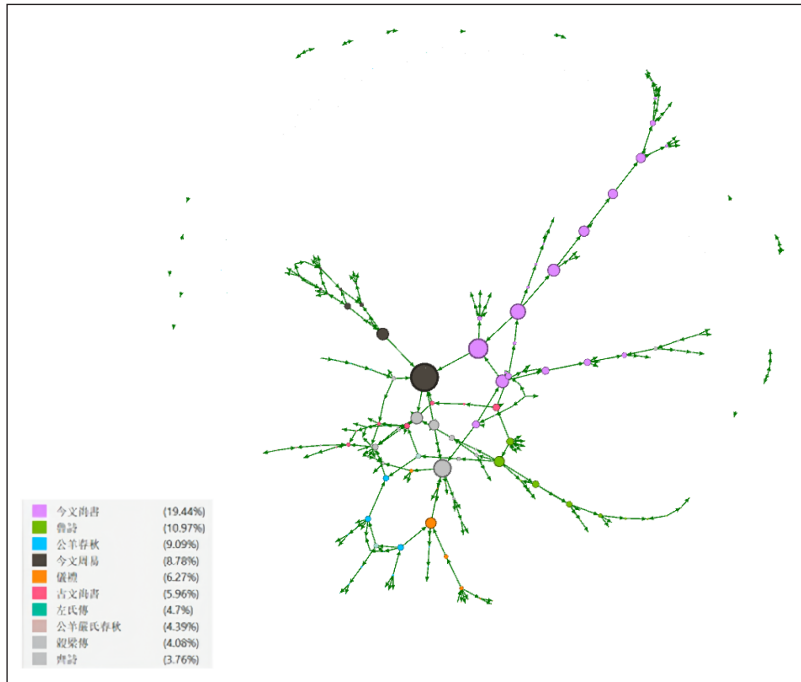 今文尚書 (19.44%)
魯詩 (10.97%)
公羊春秋 (9.09%)
今文周易 (8.78%)
儀禮 (6.27%)
古文尚書 (5.96%)
左氏傳 (4.7%)
公羊嚴氏春秋 (4.39%)
穀梁傳 (4.08%)
齊詩 (3.76%)